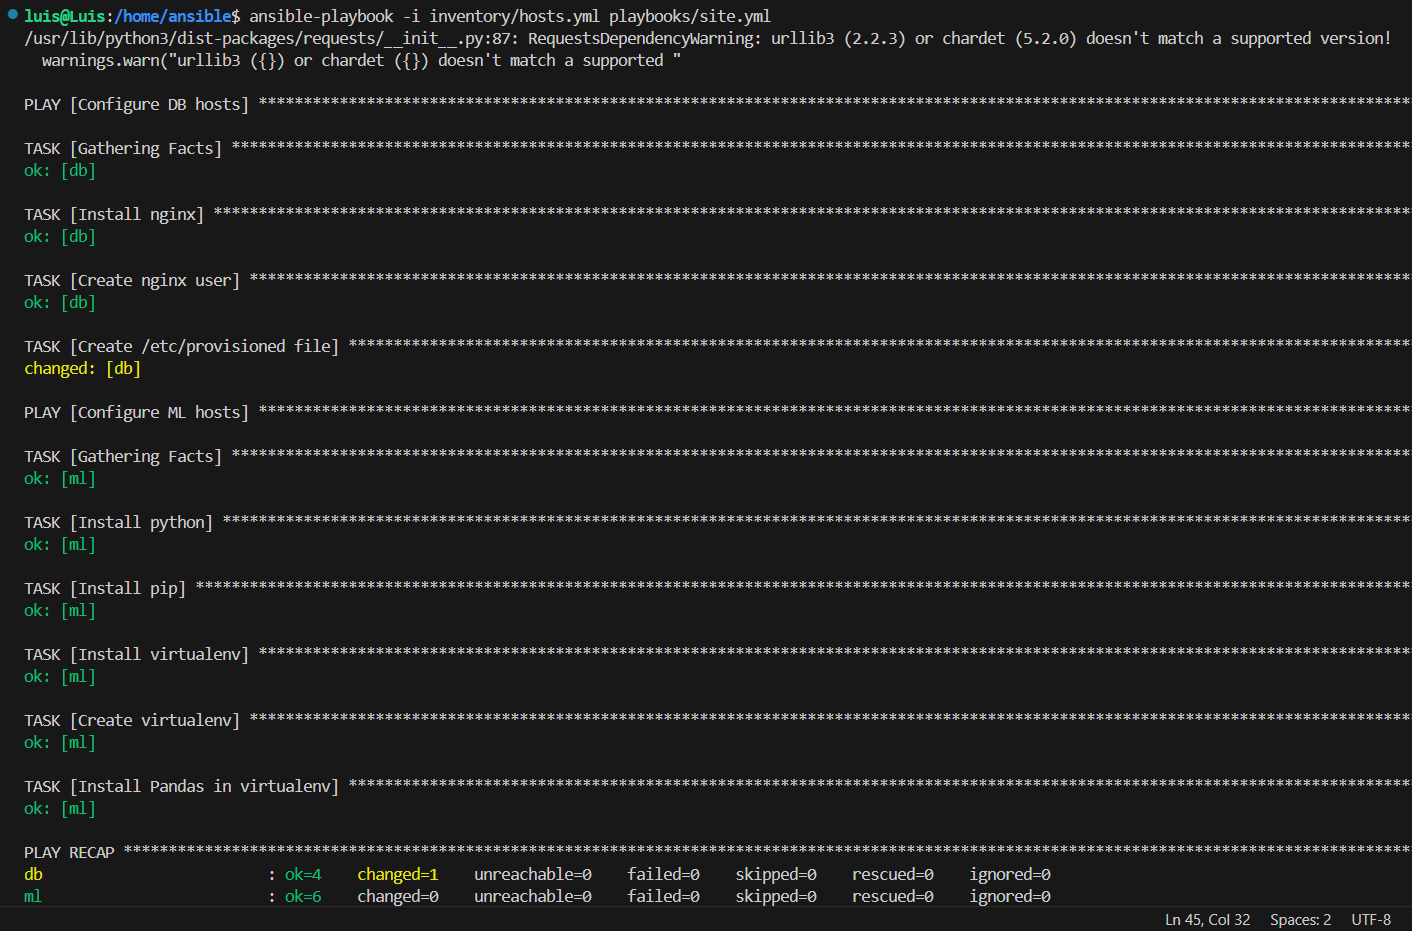 luis@Luis:/home/ansible$ ansible-playbook -i inventory/hosts.yml playbooks/site.yml
/usr/lib/python3/dist-packages/requests/__init__.py:87: RequestsDependencyWarning: urllib3 (2.2.3) or chardet (5.2.0) doesn't match a supported version!
  warnings.warn("urllib3 ({}) or chardet ({}) doesn't match a supported "
PLAY [Configure DB hosts] ********************************************************************************************************************************
TASK [Gathering Facts] ***********************************************************************************************************************************
ok: [db]
TASK [Install nginx] *************************************************************************************************************************************
ok: [db]
TASK [Create nginx user] *********************************************************************************************************************************
ok: [db]
TASK [Create /etc/provisioned file] **********************************************************************************************************************
changed: [db]
PLAY [Configure ML hosts] ********************************************************************************************************************************
TASK [Gathering Facts] ***********************************************************************************************************************************
ok: [ml]
TASK [Install python] ************************************************************************************************************************************
ok: [ml]
TASK [Install pip] ***************************************************************************************************************************************
ok: [ml]
TASK [Install virtualenv] ********************************************************************************************************************************
ok: [ml]
TASK [Create virtualenv] *********************************************************************************************************************************
ok: [ml]
TASK [Install Pandas in virtualenv] **********************************************************************************************************************
ok: [ml]
PLAY RECAP ***********************************************************************************************************************************************
db                         : ok=4    changed=1    unreachable=0    failed=0    skipped=0    rescued=0    ignored=0
ml                         : ok=6    changed=0    unreachable=0    failed=0    skipped=0    rescued=0    ignored=0
Ln 45, Col 32  Spaces: 2  UTF-8